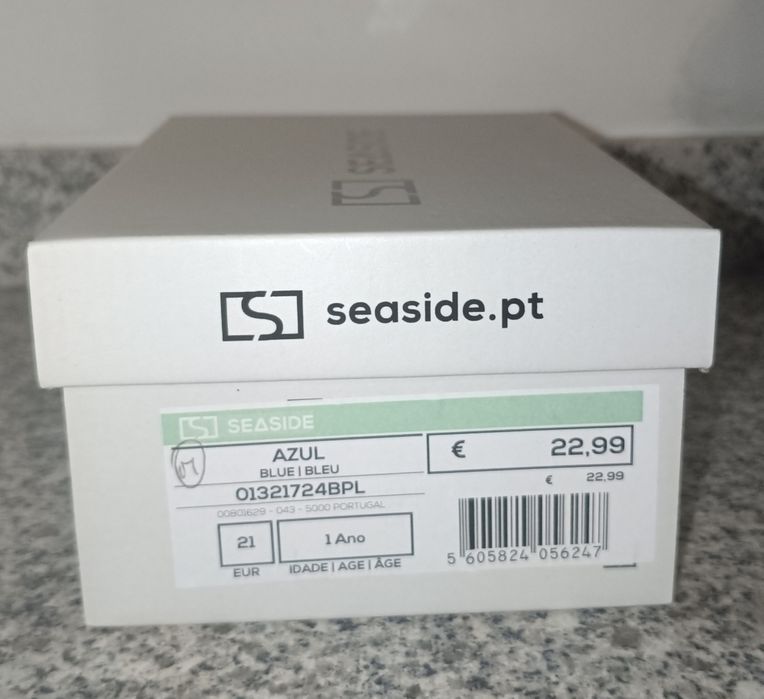 SEASIDE
seaside.pt
SEASIDE
AZUL
BLUE | BLEU
01321724BPL
00801629 - 043 - 5000 PORTUGAL
21
EUR
1 Ano
IDADE | AGE | ÂGE
€ 22,99
€ 22,99
5 605824 056247